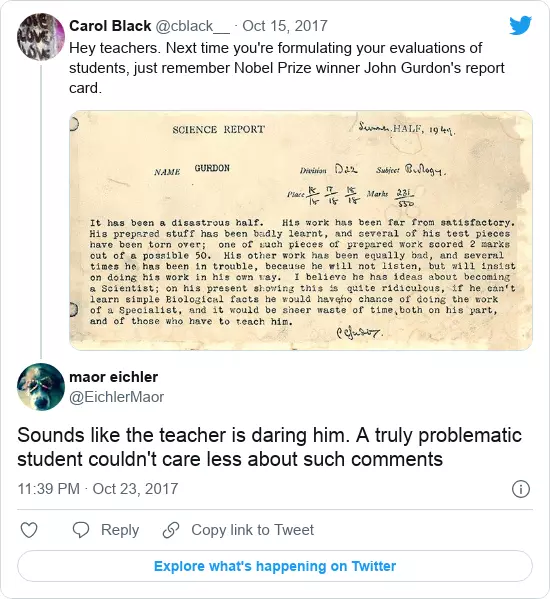 Carol Black @cblack__ · Oct 15, 2017
Hey teachers. Next time you're formulating your evaluations of
students, just remember Nobel Prize winner John Gurdon's report
card.
SCIENCE REPORT
Summer HALF, 1949.
NAME GURDON Division D22 Subject Biology.
Place 18/18 17/18 18/18 Marks 231/550
It has been a disastrous half. His work has been far from satisfactory.
His prepared stuff has been badly learnt, and several of his test pieces
have been torn over; one of such pieces of prepared work scored 2 marks
out of a possible 50. His other work has been equally bad, and several
times he has been in trouble, because he will not listen, but will insist
on doing his work in his own way. I believe he has ideas about becoming
a Scientist; on his present showing this is quite ridiculous, if he can't
learn simple Biological facts he would have no chance of doing the work
of a Specialist, and it would be sheer waste of time, both on his part,
and of those who have to teach him.
maor eichler
@EichlerMaor
Sounds like the teacher is daring him. A truly problematic
student couldn't care less about such comments
11:39 PM · Oct 23, 2017
Reply Copy link to Tweet
Explore what's happening on Twitter